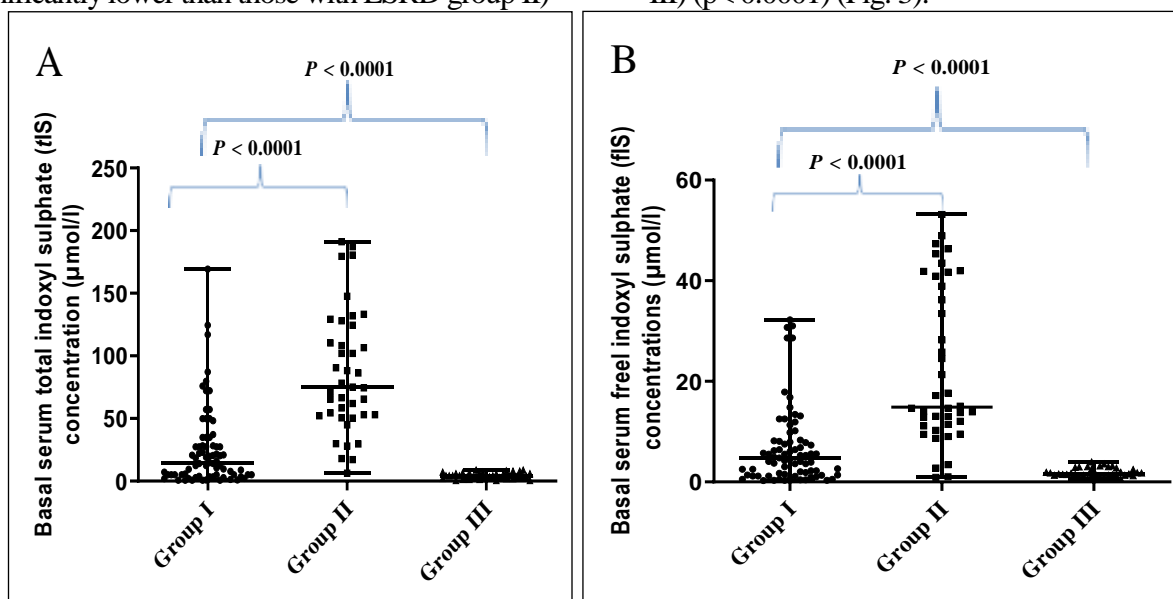 nificantly lower than those with ESRD group II)
III) (p < 0.0001) (Fig. 3).
A
P < 0.0001
P < 0.0001
Basal serum total indoxyl sulphate (tIS)
concentration (µmol/l)
250
200
150
100
50
0
Group I
Group II
Group III
B
P < 0.0001
P < 0.0001
Basal serum freel indoxyl sulphate (fIS)
concentrations (µmol/l)
60
40
20
0
Group I
Group II
Group III